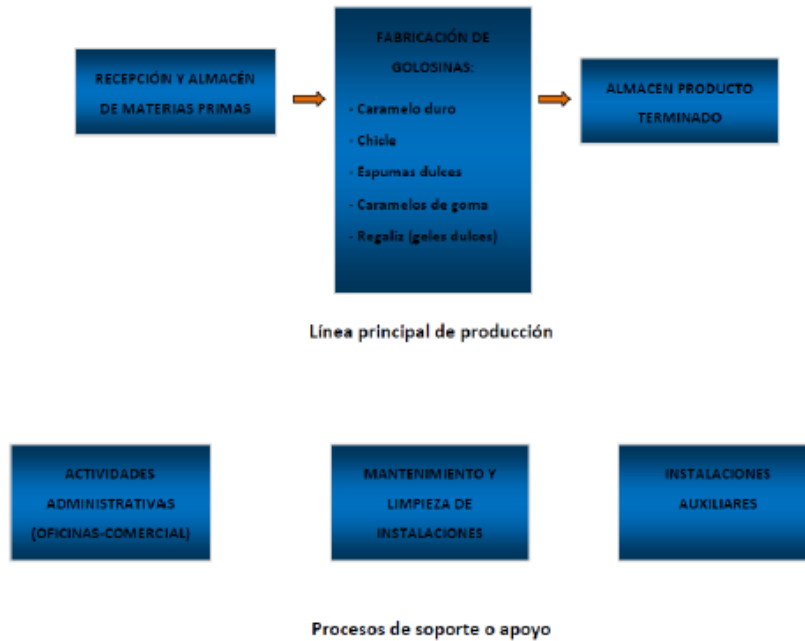 RECEPCIÓN Y ALMACÉN
DE MATERIAS PRIMAS
FABRICACIÓN DE
GOLOSINAS:
- Caramelo duro
- Chicle
- Espumas dulces
- Caramelos de goma
- Regaliz (geles dulces)
ALMACEN PRODUCTO
TERMINADO
Línea principal de producción
ACTIVIDADES
ADMINISTRATIVAS
(OFICINAS-COMERCIAL)
MANTENIMIENTO Y
LIMPIEZA DE
INSTALACIONES
INSTALACIONES
AUXILIARES
Procesos de soporte o apoyo